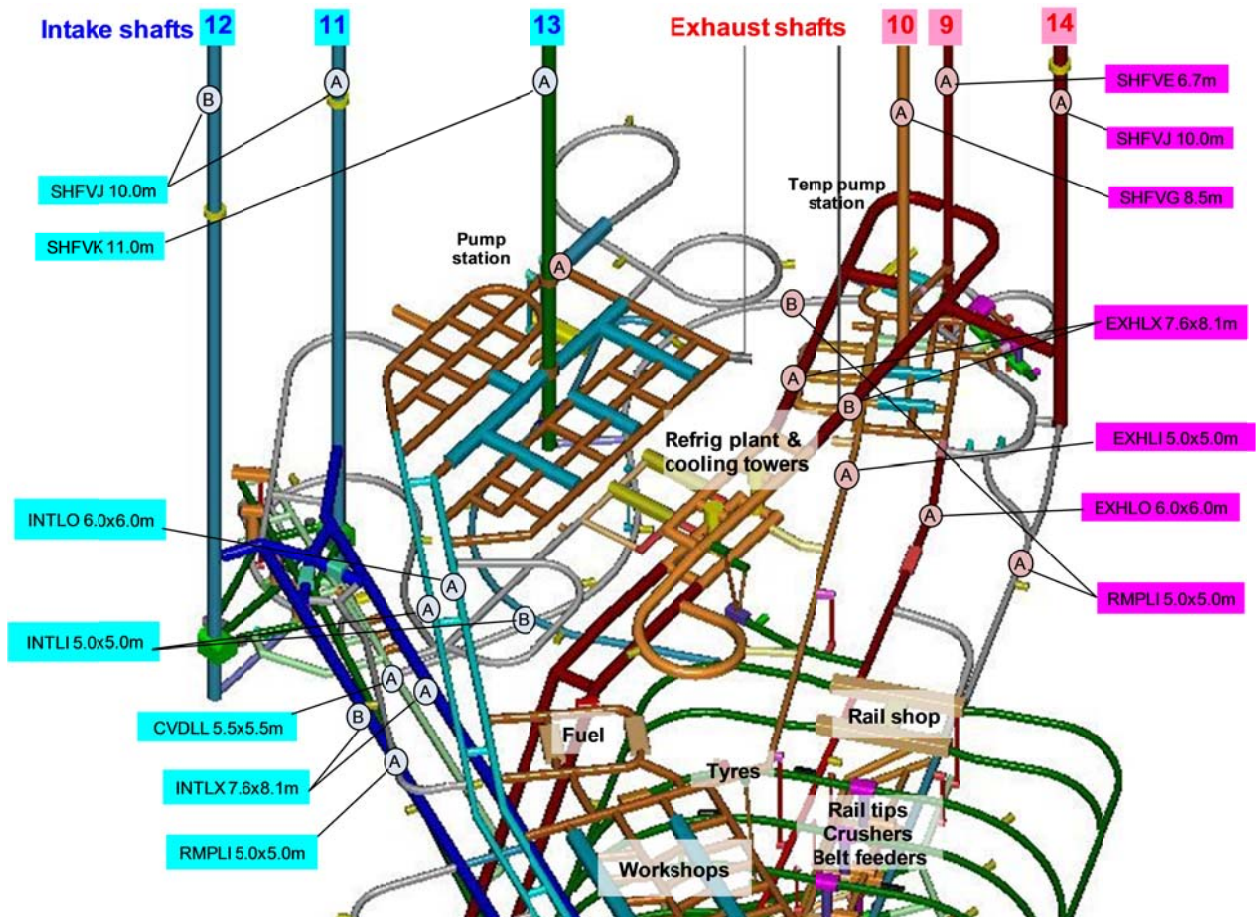 Intake shafts 12 11 13 Exhaust shafts 10 9 14
A
A
A
SHFVE 6.7m
B
A
A
SHFVJ 10.0m
SHFVJ 10.0m
Temp pump
station
SHFVG 8.5m
SHFVK 11.0m
Pump
station
A
B
EXHLX 7.6x8.1m
A
B
Refrig plant &
cooling towers
EXHLI 5.0x5.0m
A
INTLO 6.0x6.0m
A
EXHLO 6.0x6.0m
A
A
RMPLI 5.0x5.0m
A
B
INTLI 5.0x5.0m
A
A
CVDLL 5.5x5.5m
B
Rail shop
Fuel
A
INTLX 7.6x8.1m
Tyres
RMPLI 5.0x5.0m
Rail tips
Crushers
Belt feeders
Workshops